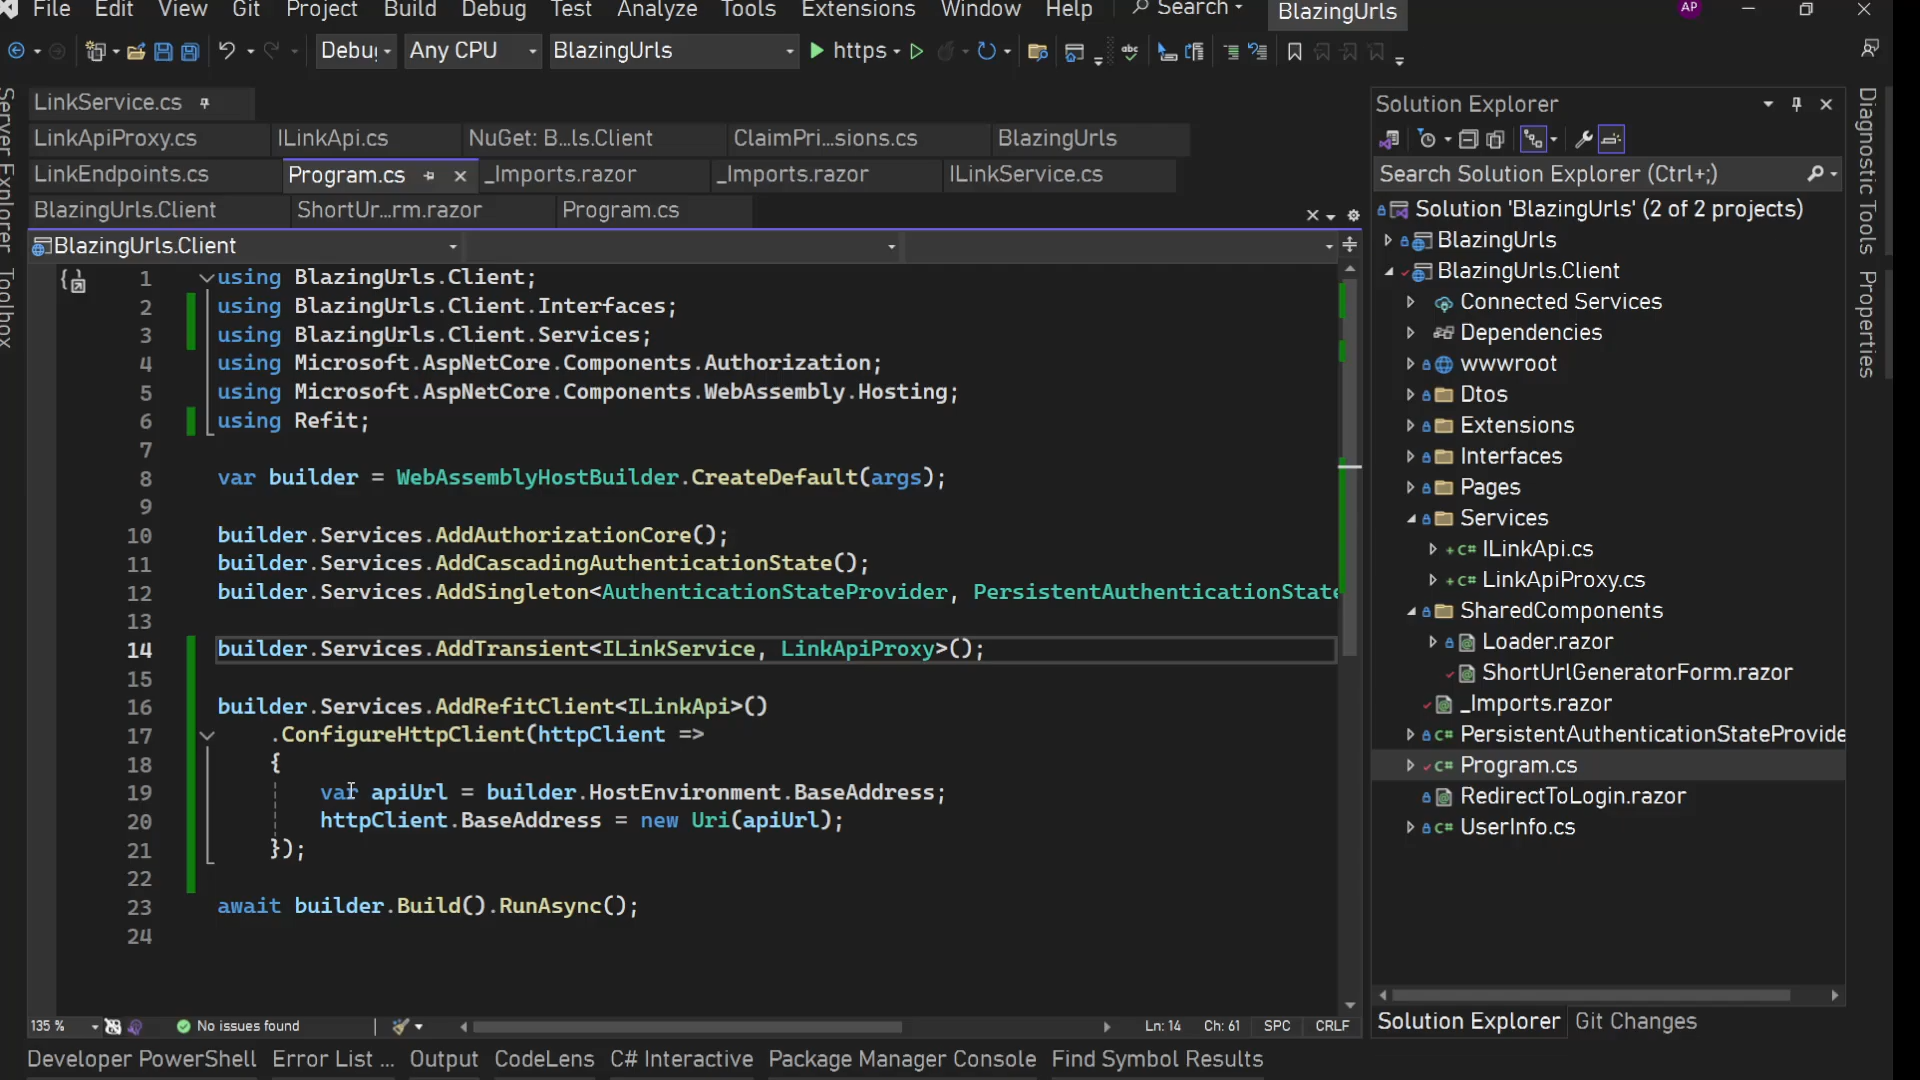 File Edit View Git Project Build Debug Test Analyze Tools Extensions Window Help Search BlazingUrls AP
Debu Any CPU BlazingUrls https
LinkService.cs
LinkApiProxy.cs ILinkApi.cs NuGet: B...ls.Client ClaimPri...sions.cs BlazingUrls
LinkEndpoints.cs Program.cs _Imports.razor _Imports.razor ILinkService.cs
BlazingUrls.Client ShortUr...rm.razor Program.cs
BlazingUrls.Client
1 using BlazingUrls.Client;
2 using BlazingUrls.Client.Interfaces;
3 using BlazingUrls.Client.Services;
4 using Microsoft.AspNetCore.Components.Authorization;
5 using Microsoft.AspNetCore.Components.WebAssembly.Hosting;
6 using Refit;
7
8 var builder = WebAssemblyHostBuilder.CreateDefault(args);
9
10 builder.Services.AddAuthorizationCore();
11 builder.Services.AddCascadingAuthenticationState();
12 builder.Services.AddSingleton<AuthenticationStateProvider, PersistentAuthenticationState
13
14 builder.Services.AddTransient<ILinkService, LinkApiProxy>();
15
16 builder.Services.AddRefitClient<ILinkApi>()
17 .ConfigureHttpClient(httpClient =>
18 {
19 var apiUrl = builder.HostEnvironment.BaseAddress;
20 httpClient.BaseAddress = new Uri(apiUrl);
21 });
22
23 await builder.Build().RunAsync();
24
135 % No issues found Ln: 14 Ch: 61 SPC CRLF
Developer PowerShell Error List ... Output CodeLens C# Interactive Package Manager Console Find Symbol Results
Server Explorer
Toolbox
Solution Explorer
Search Solution Explorer (Ctrl+;)
Solution 'BlazingUrls' (2 of 2 projects)
BlazingUrls
BlazingUrls.Client
Connected Services
Dependencies
wwwroot
Dtos
Extensions
Interfaces
Pages
Services
C# ILinkApi.cs
C# LinkApiProxy.cs
SharedComponents
Loader.razor
ShortUrlGeneratorForm.razor
_Imports.razor
C# PersistentAuthenticationStateProvide
C# Program.cs
RedirectToLogin.razor
C# UserInfo.cs
Solution Explorer Git Changes
Diagnostic Tools
Properties